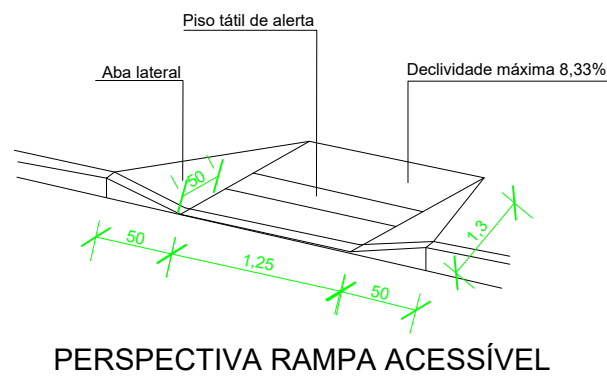 Piso tátil de alerta
Aba lateral
Declividade máxima 8,33%
50
50
1,25
50
1,3
PERSPECTIVA RAMPA ACESSÍVEL